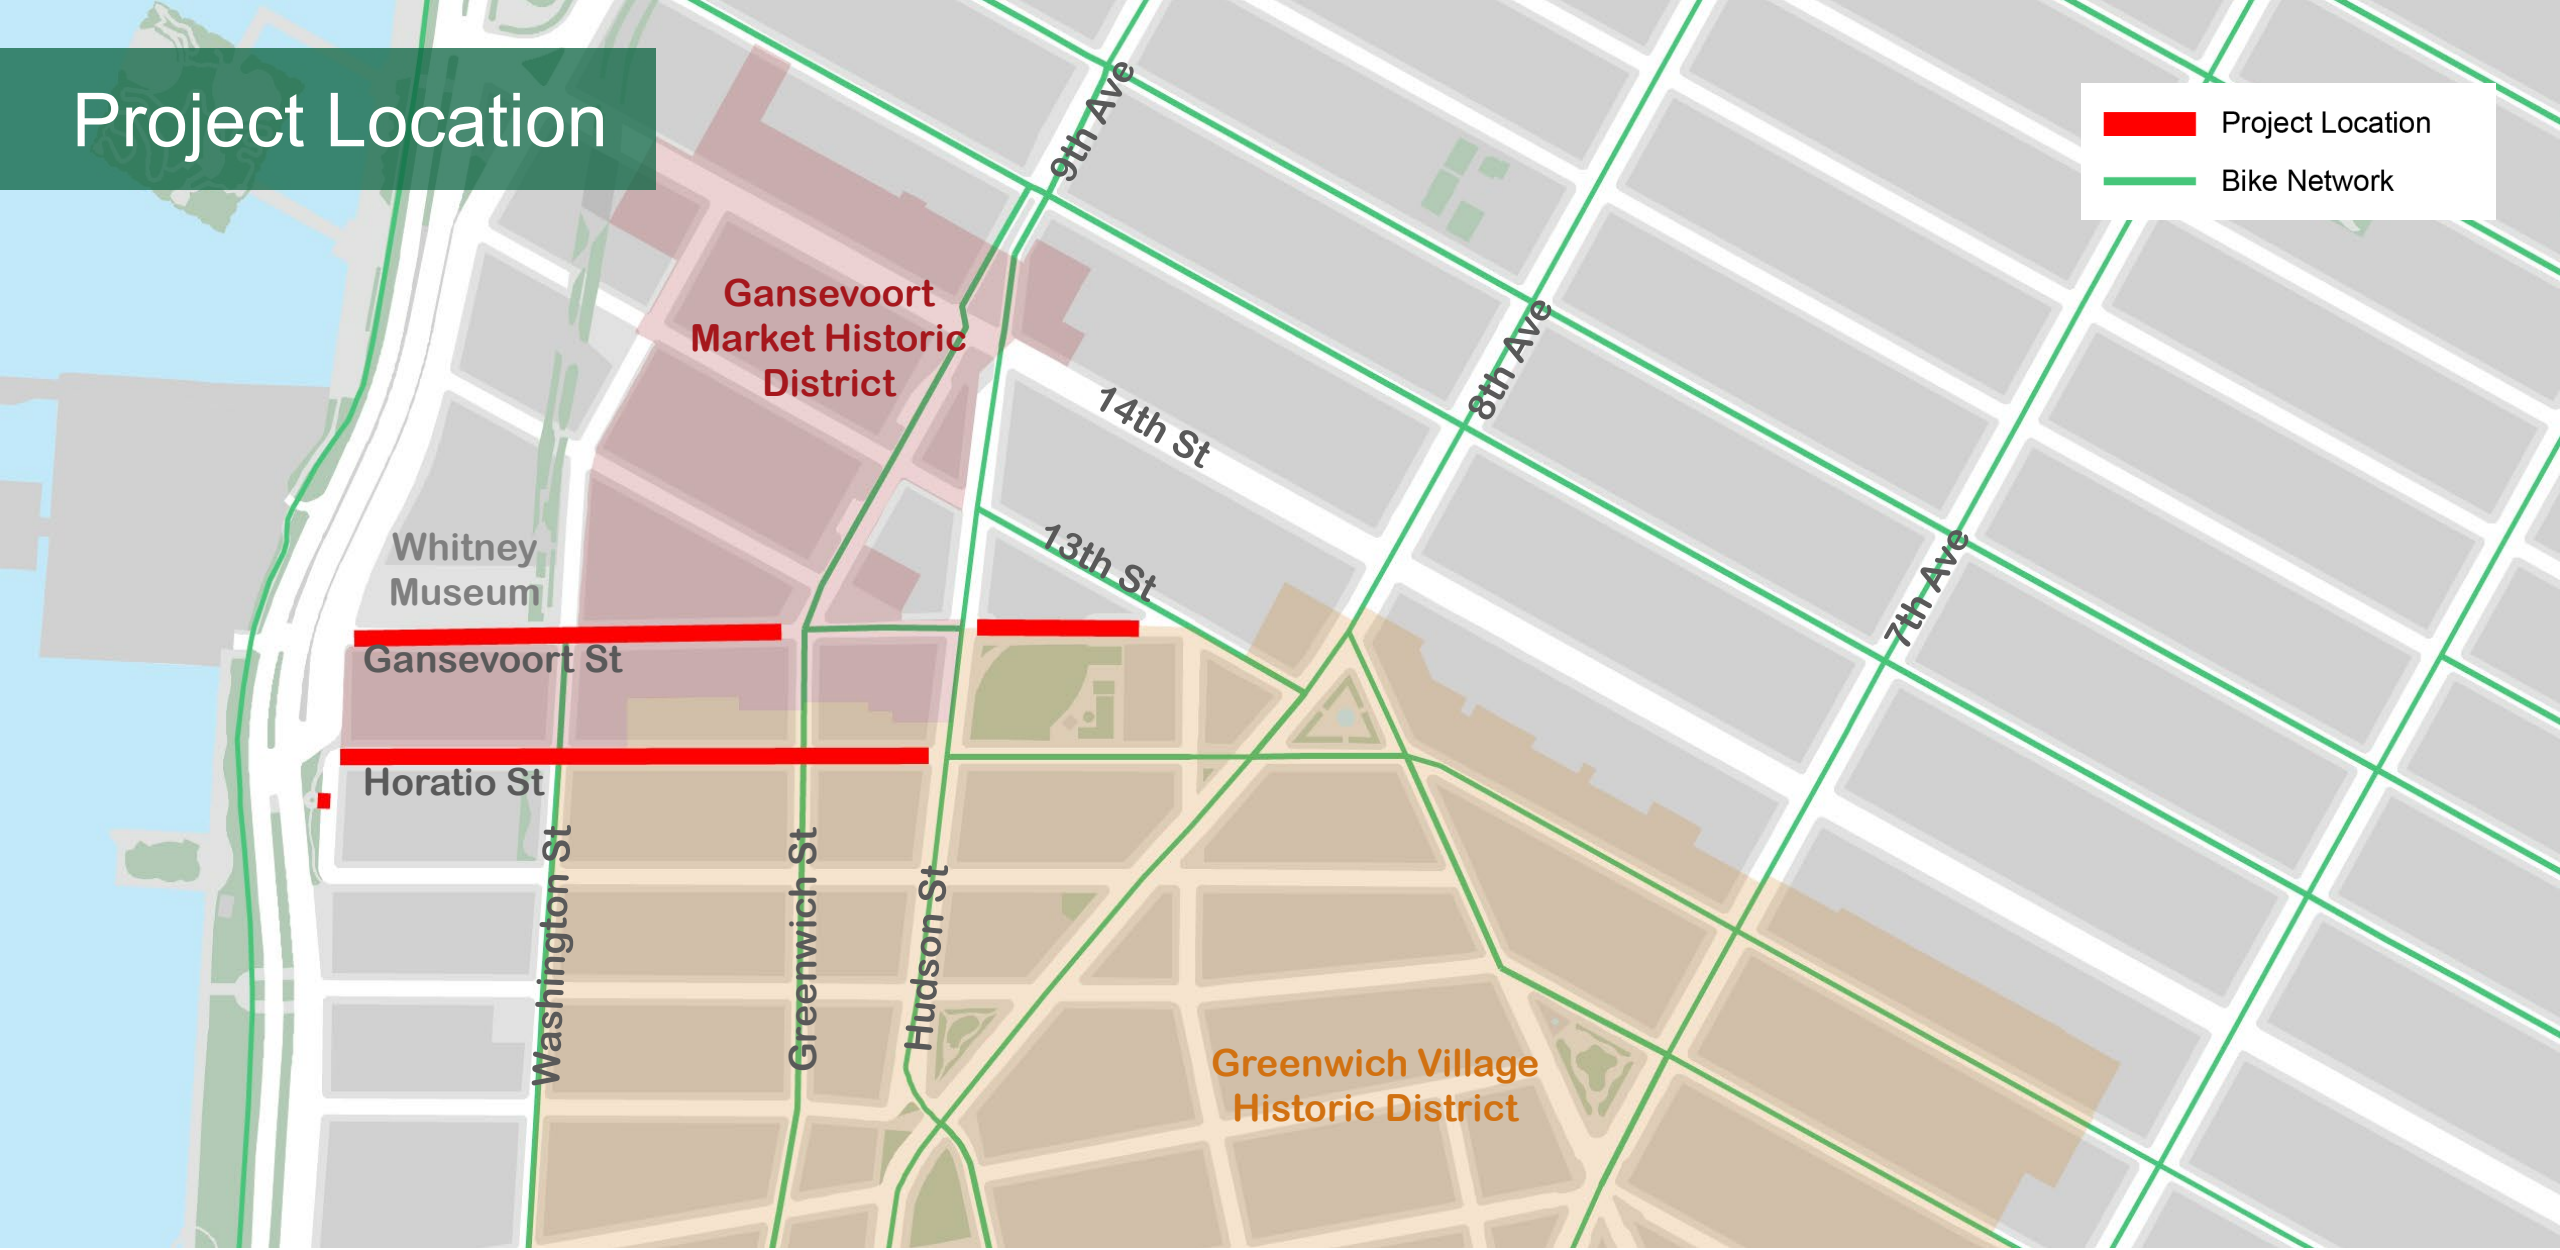 Project Location
Project Location
Bike Network
9th Ave
Gansevoort
Market Historic
District
8th Ave
14th St
13th St
7th Ave
Whitney
Museum
Gansevoort St
Horatio St
Washington St
Greenwich St
Hudson St
Greenwich Village
Historic District